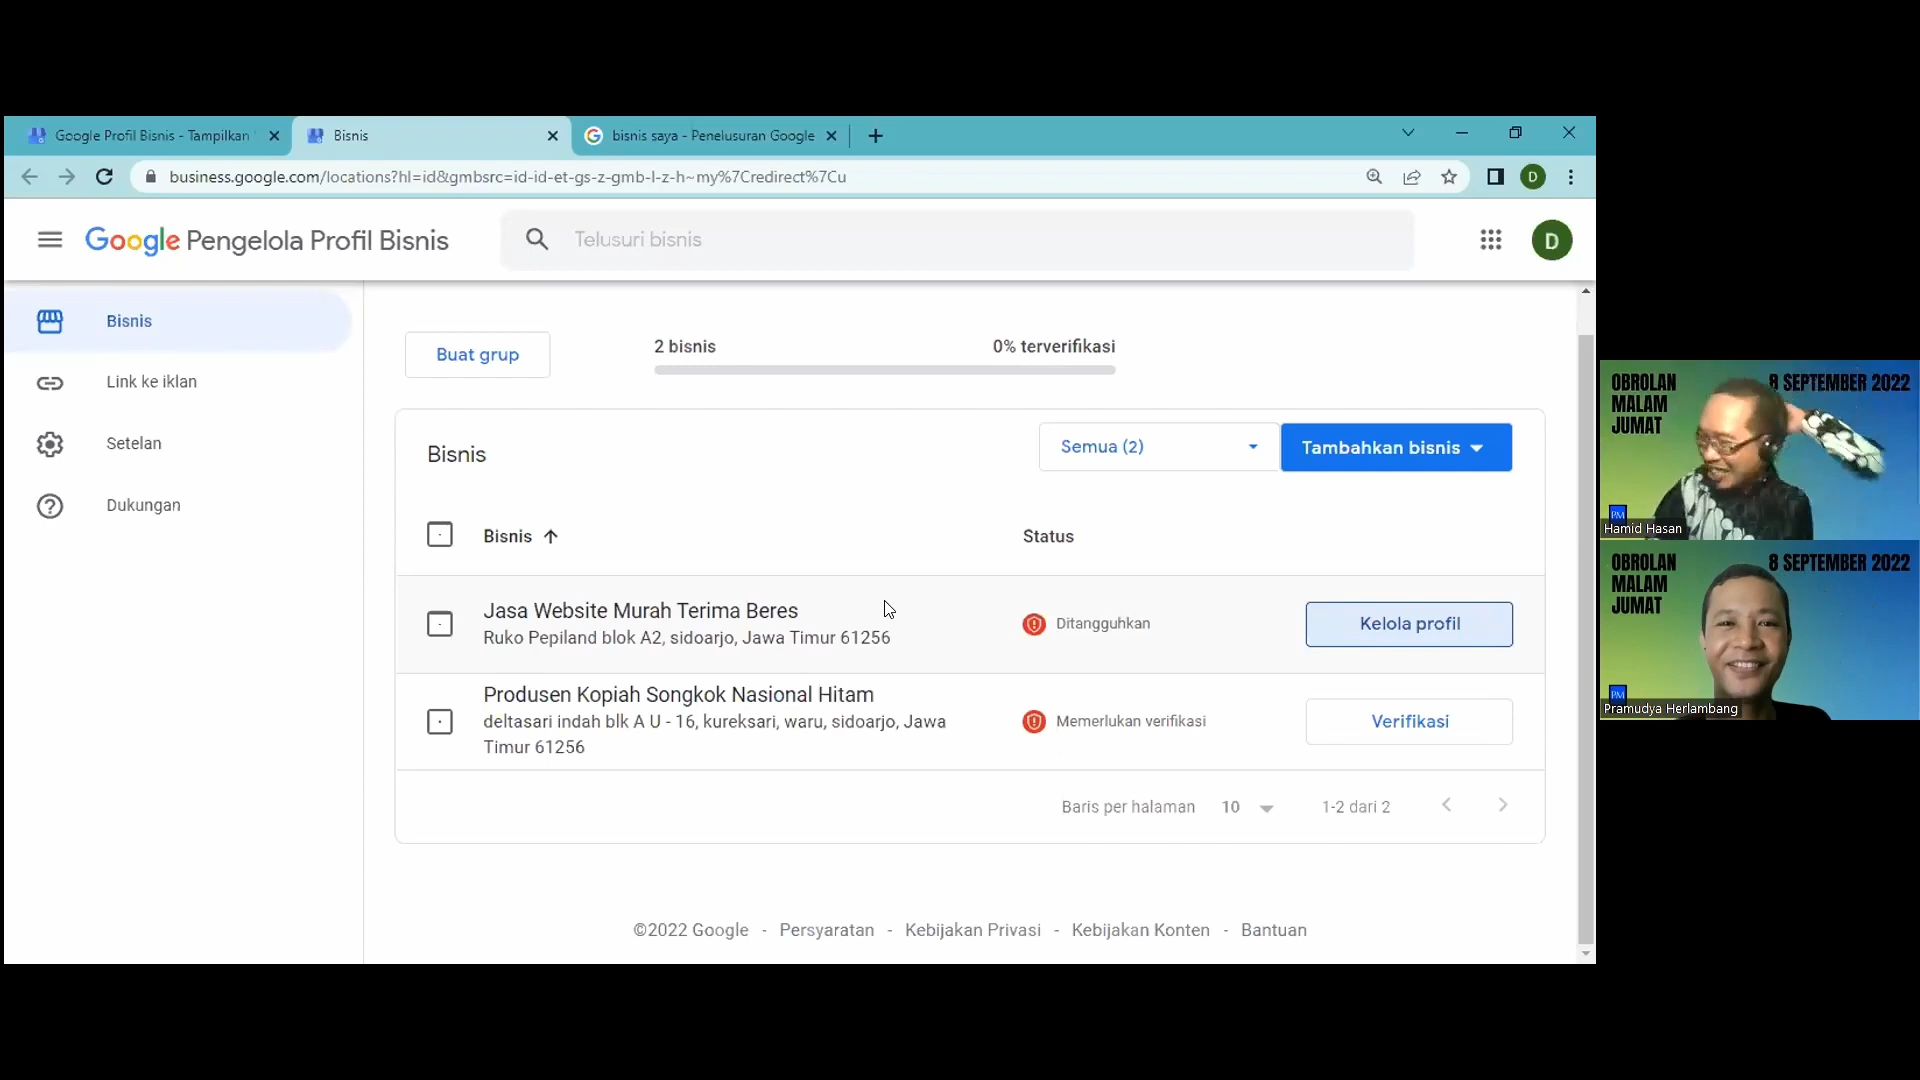 Google Profil Bisnis - Tampilkan
Bisnis
bisnis saya - Penelusuran Google
business.google.com/locations?hl=id&gmbsrc=id-id-et-gs-z-gmb-l-z-h~my%7Credirect%7Cu
D
Google Pengelola Profil Bisnis
Telusuri bisnis
D
Bisnis
Link ke iklan
Setelan
Dukungan
Buat grup
2 bisnis
0% terverifikasi
Bisnis
Semua (2)
Tambahkan bisnis
Bisnis
Status
Jasa Website Murah Terima Beres
Ruko Pepiland blok A2, sidoarjo, Jawa Timur 61256
Ditangguhkan
Kelola profil
Produsen Kopiah Songkok Nasional Hitam
deltasari indah blk A U - 16, kureksari, waru, sidoarjo, Jawa
Timur 61256
Memerlukan verifikasi
Verifikasi
Baris per halaman
10
1-2 dari 2
©2022 Google - Persyaratan - Kebijakan Privasi - Kebijakan Konten - Bantuan
OBROLAN
MALAM
JUMAT
8 SEPTEMBER 2022
PM
Hamid Hasan
OBROLAN
MALAM
JUMAT
8 SEPTEMBER 2022
PM
Pramudya Herlambang